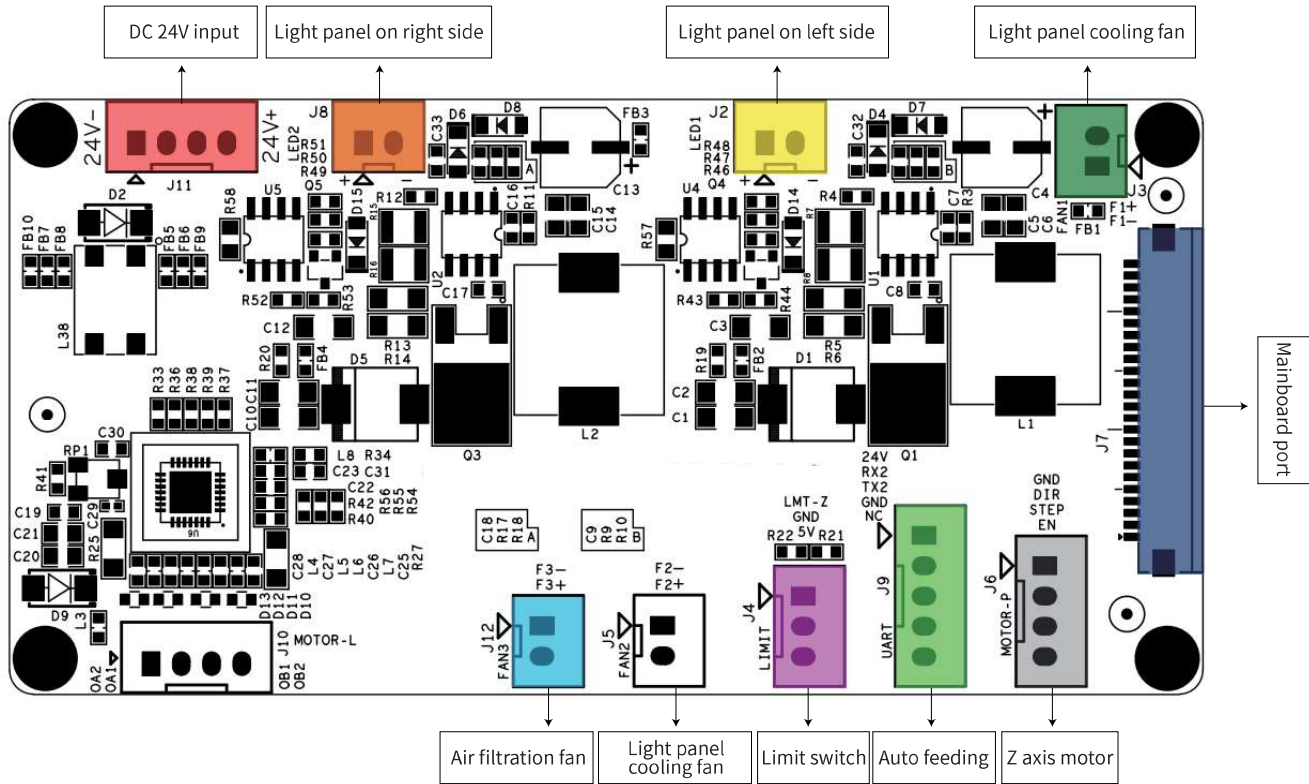 DC 24V input
Light panel on right side
Light panel on left side
Light panel cooling fan
24V-
24V+
J11
LED2
J8
R51
R50
R49
+
-
C33
D6
D8
A
FB3
+
C13
LED1
J2
R48
R47
R46
+
-
C32
D4
D7
B
+
J3
FAN1
F1+
F1-
FB1
D2
FB10
FB7
FB8
FB5
FB6
FB9
L38
R58
U5
Q5
D15
R12
R15
R16
C16
R11
C15
C14
U2
C17
R52
R53
C12
R13
R14
R20
FB4
D5
C11
C10
Q3
L2
R57
U4
Q4
D14
R4
R7
R8
C7
R3
C4
C5
C6
U1
C8
R43
R44
C3
R5
R6
R19
FB2
D1
C2
C1
Q1
L1
J7
Mainboard port
R33
R36
R38
R39
R37
RP1
C30
R41
C19
C29
C21
C20
R25
D9
L3
U6
L8 R34
C23 C31
C22
R42
R40
R56
R55
R54
C28
L4
C27
L5
L6
C26
L7
C25
R27
D13
D12
D11
D10
J10
MOTOR-L
OA2
OA1
OB1
OB2
C18
R17
R18
A
C9
R9
R10
B
F3-
F3+
J12
FAN3
F2-
F2+
J5
FAN2
LMT-Z
GND
5V
R22
R21
J4
LIMIT
24V
RX2
TX2
GND
NC
J9
UART
GND
DIR
STEP
EN
J6
MOTOR-P
Air filtration fan
Light panel
cooling fan
Limit switch
Auto feeding
Z axis motor